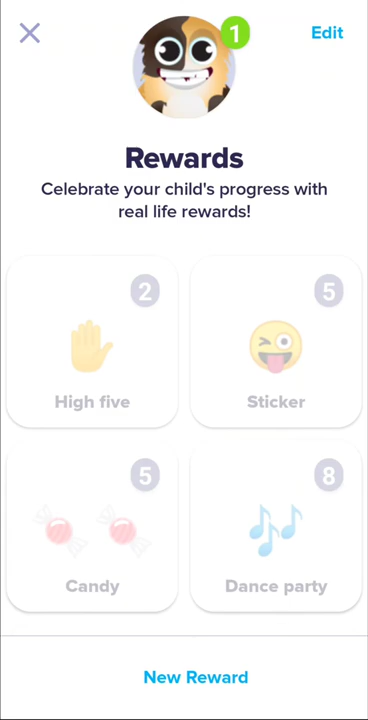 1
Edit
Rewards
Celebrate your child's progress with
real life rewards!
2
High five
5
Sticker
5
Candy
8
Dance party
New Reward